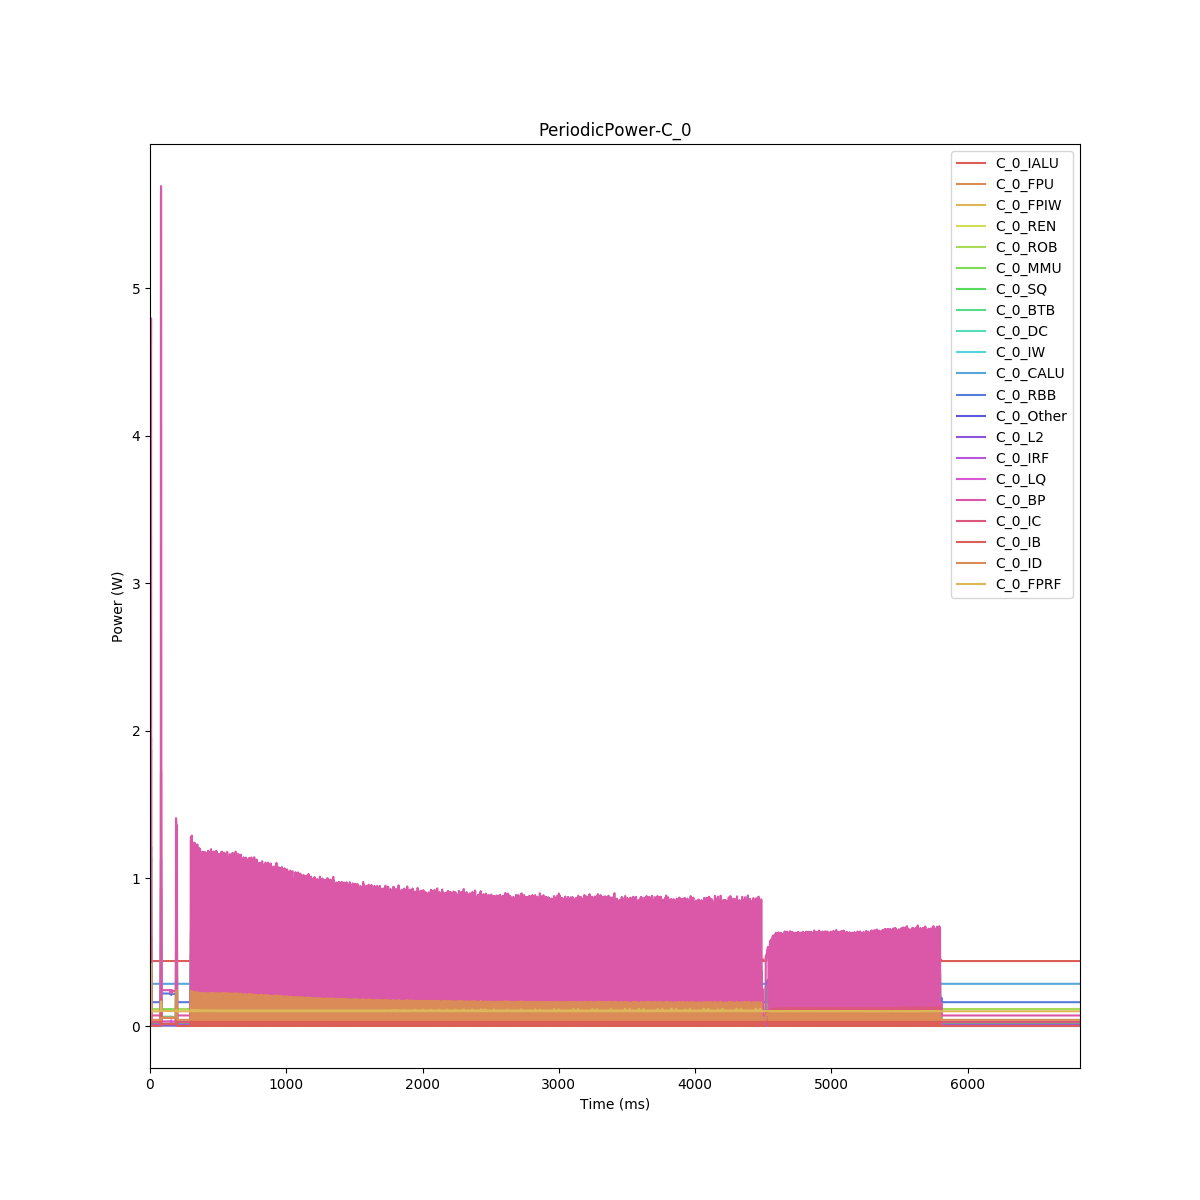 PeriodicPower-C_0
C_0_IALU
C_0_FPU
C_0_FPIW
C_0_REN
C_0_ROB
C_0_MMU
C_0_SQ
C_0_BTB
C_0_DC
C_0_IW
C_0_CALU
C_0_RBB
C_0_Other
C_0_L2
C_0_IRF
C_0_LQ
C_0_BP
C_0_IC
C_0_IB
C_0_ID
C_0_FPRF
Power (W)
5
4
3
2
1
0
0 1000 2000 3000 4000 5000 6000
Time (ms)